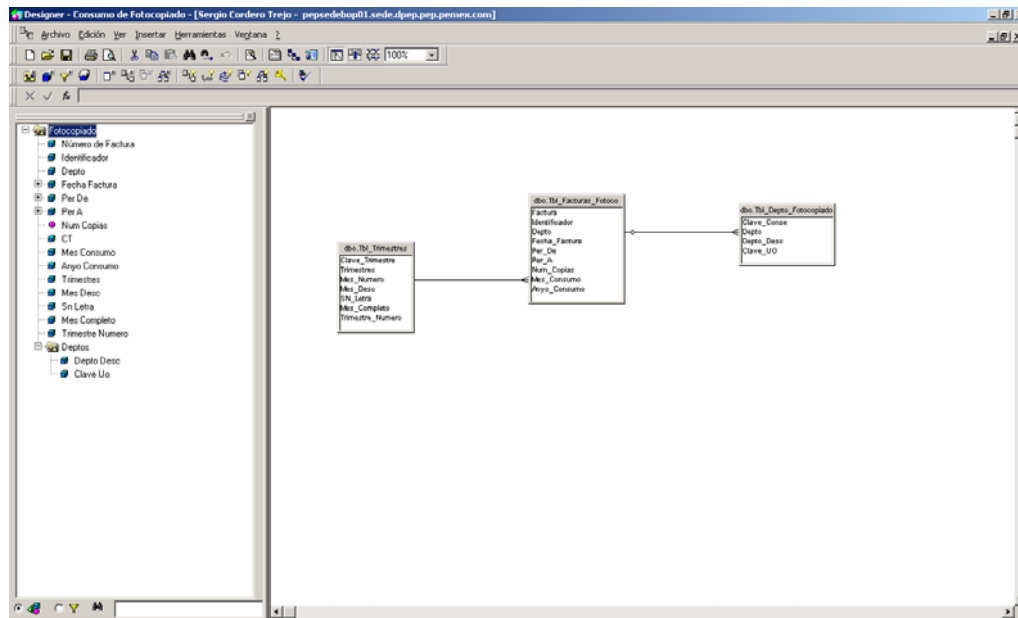 Designer - Consumo de Fotocopiado - [Sergio Cordero Trejo - pepsedebop01.sede.dpep.pep.pemex.com]
Archivo Edición Ver Insertar Herramientas Ventana ?
100%
Fotocopiado
Número de Factura
Identificador
Depto
Fecha Factura
Per De
Per A
Num Copias
CT
Mes Consumo
Anyo Consumo
Trimestres
Mes Desc
Sn Letra
Mes Completo
Trimestre Numero
Deptos
Depto Desc
Clave Uo
dbo.Tbl_Trimestres
Clave_Trimestre
Trimestres
Mes_Numero
Mes_Desc
SN_Letra
Mes_Completo
Trimestre_Numero
dbo.Tbl_Facturas_Fotoco
Factura
Identificador
Depto
Fecha_Factura
Per_De
Per_A
Num_Copias
Mes_Consumo
Anyo_Consumo
dbo.Tbl_Depto_Fotocopiado
Clave_Conse
Depto
Depto_Desc
Clave_UO